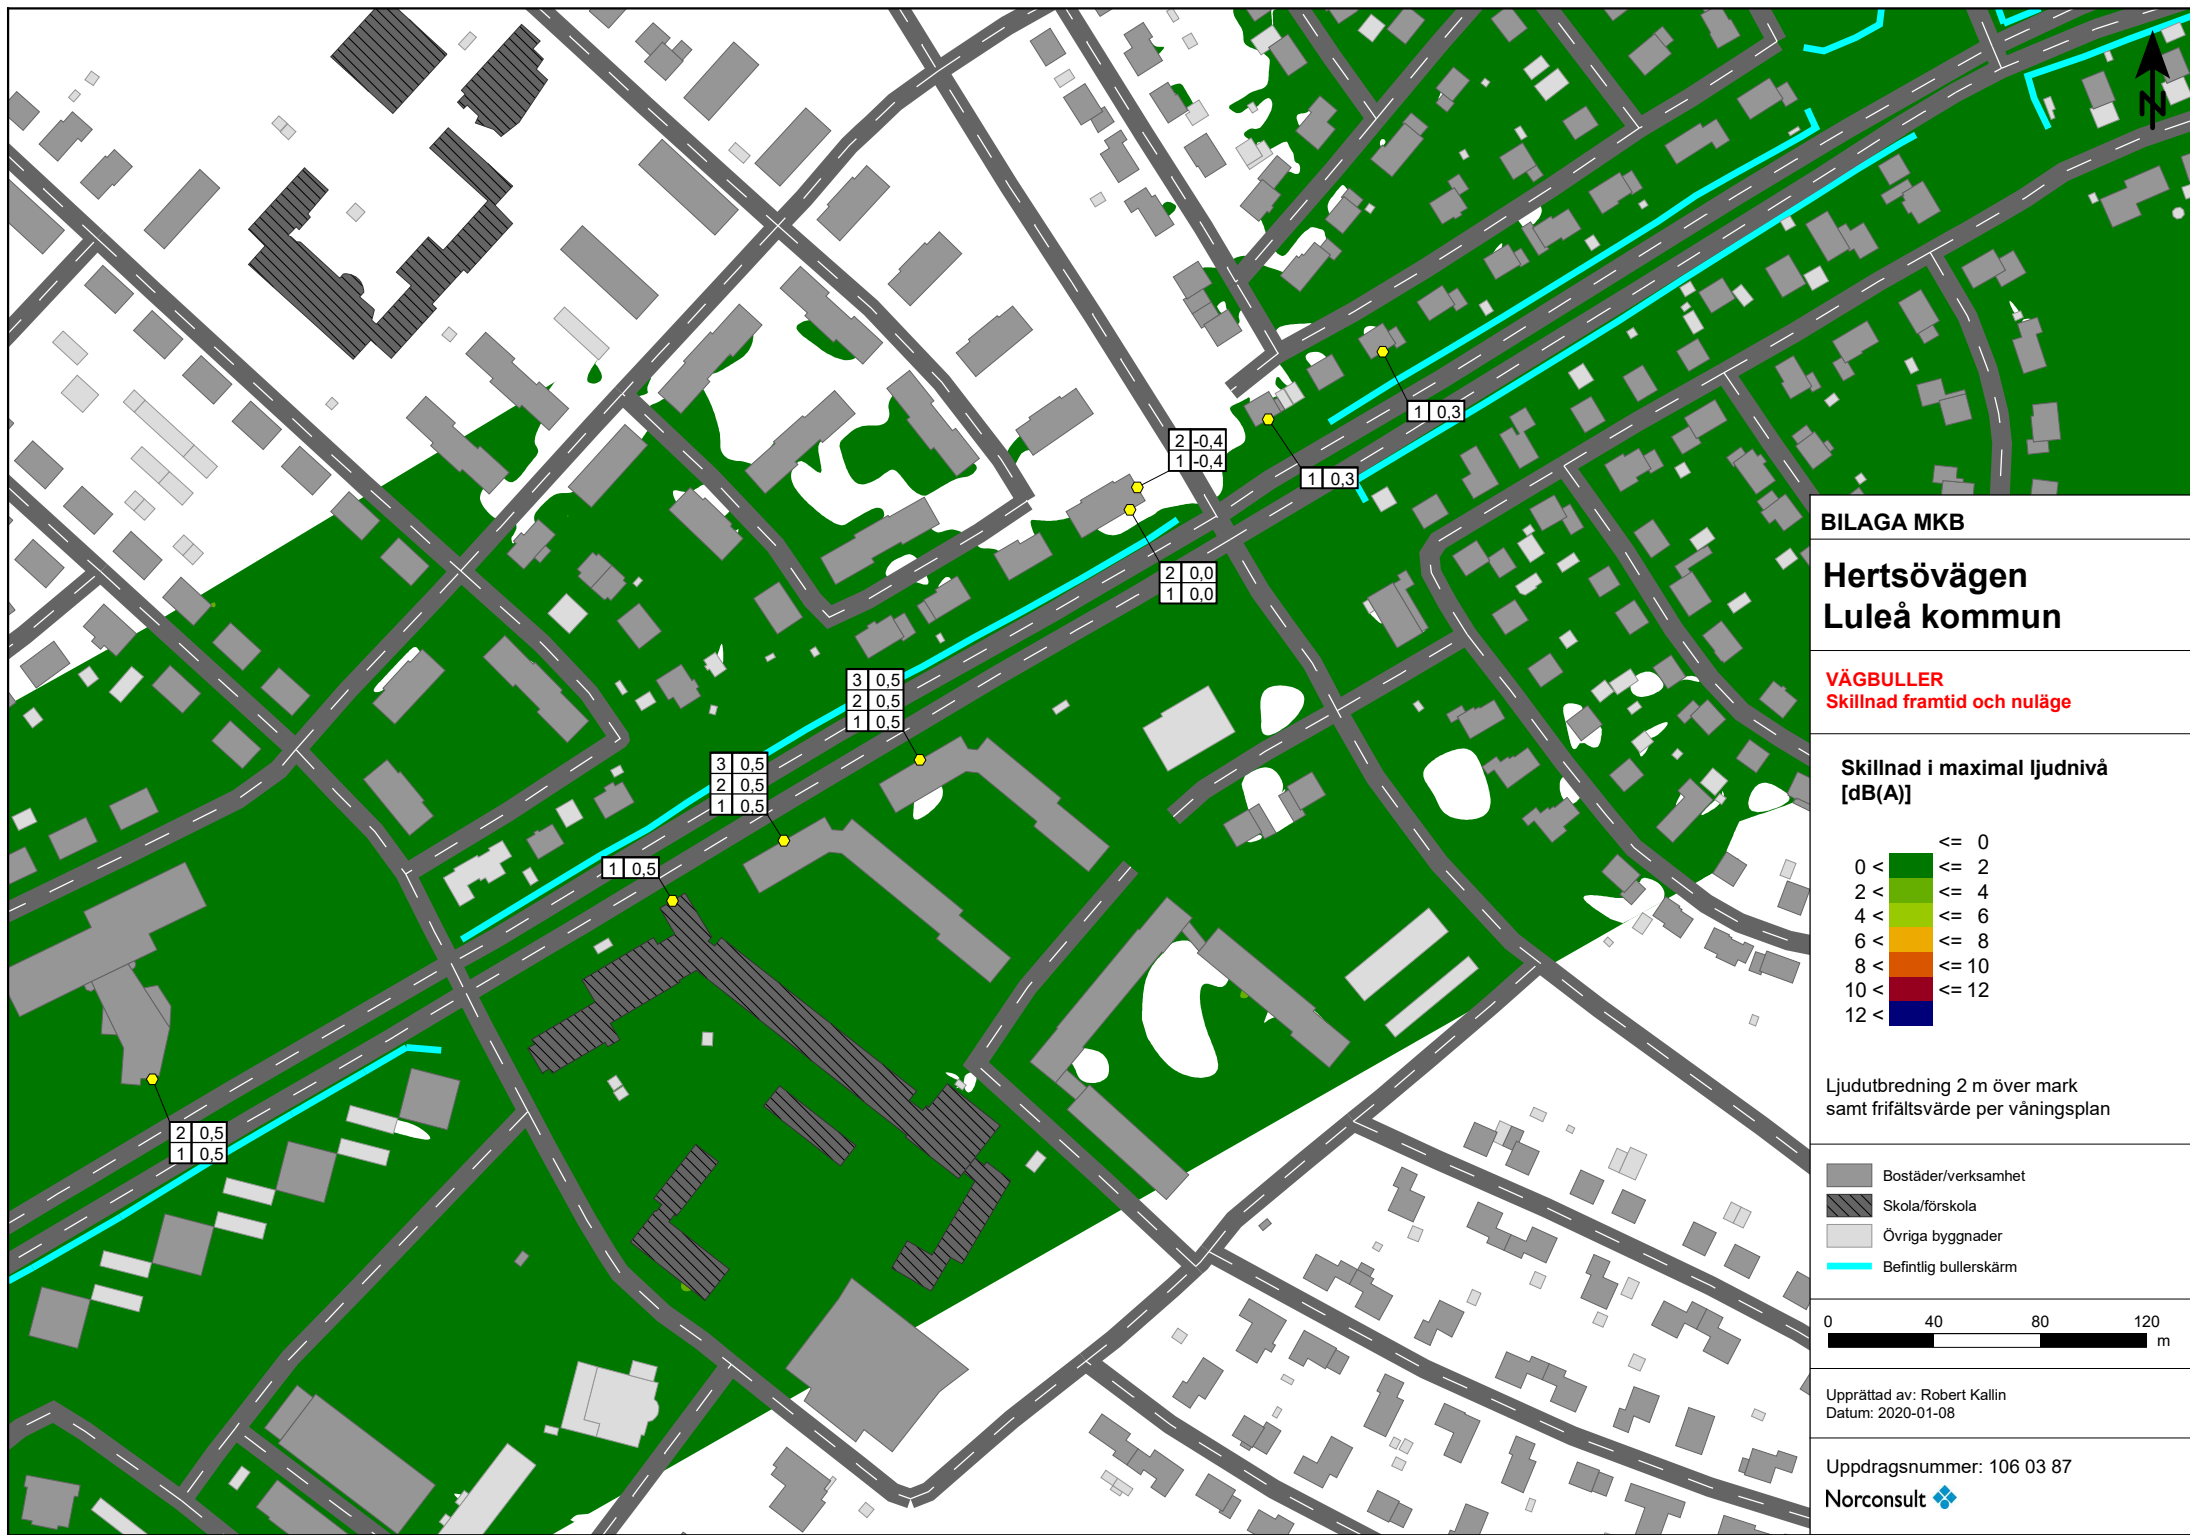 1 0,3
2 -0,4
1 -0,4
1 0,3
2 0,0
1 0,0
3 0,5
2 0,5
1 0,5
3 0,5
2 0,5
1 0,5
1 0,5
2 0,5
1 0,5
N
BILAGA MKB
Hertsövägen
Luleå kommun
VÄGBULLER
Skillnad framtid och nuläge
Skillnad i maximal ljudnivå
[dB(A)]
<= 0
0 < <= 2
2 < <= 4
4 < <= 6
6 < <= 8
8 < <= 10
10 < <= 12
12 <
Ljudutbredning 2 m över mark
samt frifältsvärde per våningsplan
Bostäder/verksamhet
Skola/förskola
Övriga byggnader
Befintlig bullerskärm
0 40 80 120
m
Upprättad av: Robert Kallin
Datum: 2020-01-08
Uppdragsnummer: 106 03 87
Norconsult